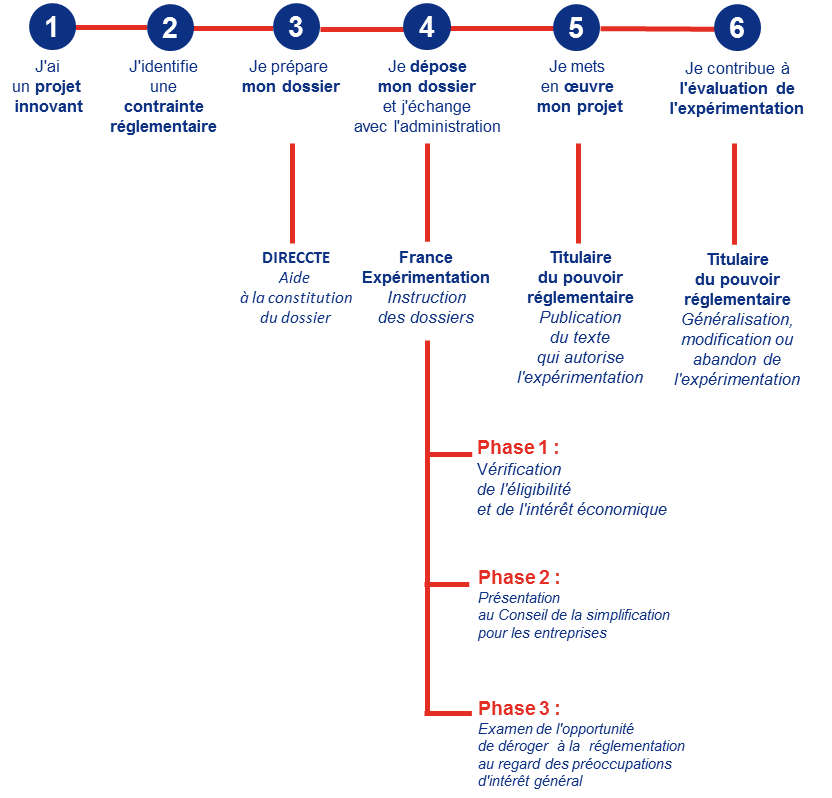 1
J'ai
un projet
innovant
2
J'identifie
une
contrainte
réglementaire
3
Je prépare
mon dossier
4
Je dépose
mon dossier
et j'échange
avec l'administration
5
Je mets
en œuvre
mon projet
6
Je contribue à
l'évaluation de
l'expérimentation
DIRECCTE
Aide
à la constitution
du dossier
France
Expérimentation
Instruction
des dossiers
Titulaire
du pouvoir
réglementaire
Publication
du texte
qui autorise
l'expérimentation
Titulaire
du pouvoir
réglementaire
Généralisation,
modification ou
abandon de
l'expérimentation
Phase 1 :
Vérification
de l'éligibilité
et de l'intérêt économique
Phase 2 :
Présentation
au Conseil de la simplification
pour les entreprises
Phase 3 :
Examen de l'opportunité
de déroger à la réglementation
au regard des préoccupations
d'intérêt général